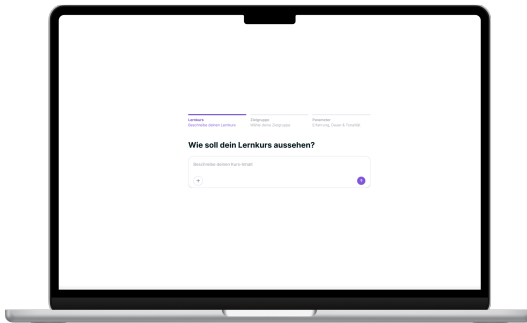 Lernkurs
Beschreibe deinen Lernkurs
Zielgruppe
Wähle deine Zielgruppe
Parameter
Erfahrung, Dauer & Tonalität
Wie soll dein Lernkurs aussehen?
Beschreibe deinen Kurs-Inhalt